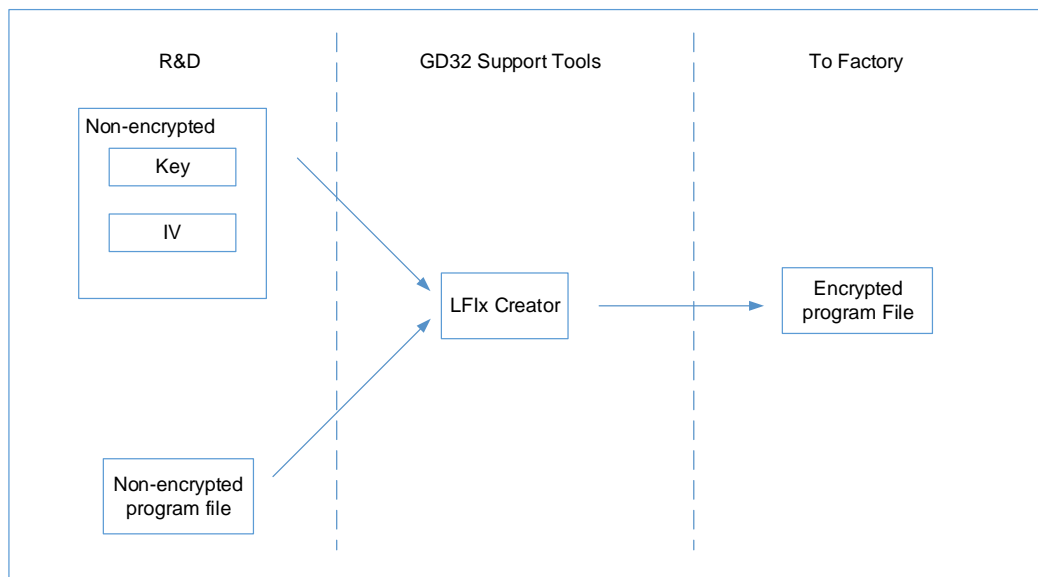 R&D
GD32 Support Tools
To Factory
Non-encrypted
Key
IV
LFIx Creator
Encrypted
program File
Non-encrypted
program file